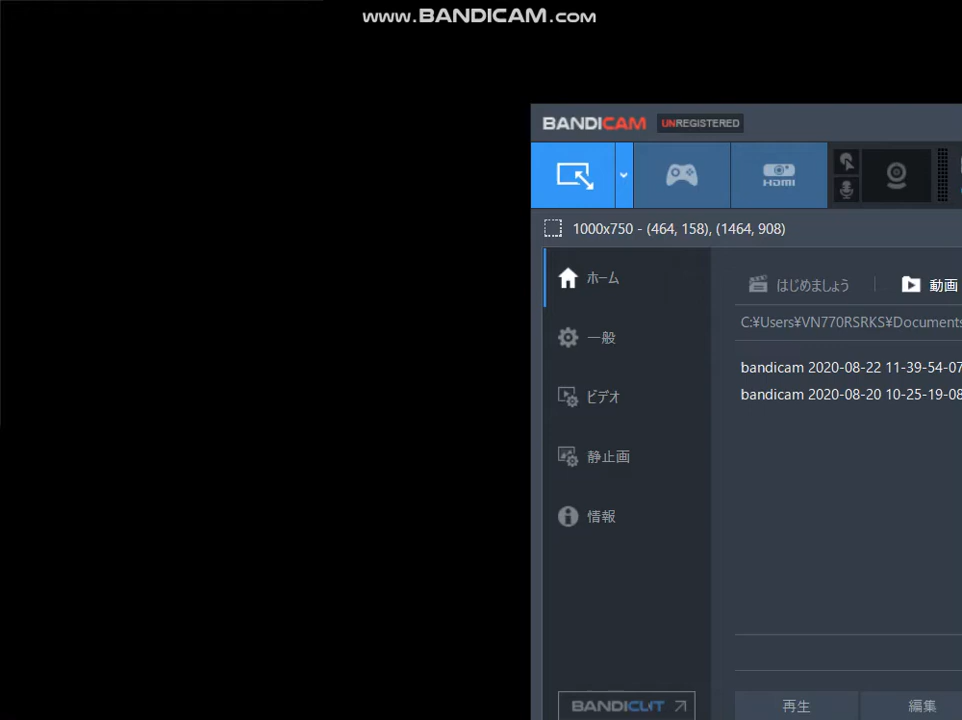 www.BANDICAM.com
BANDICAM UNREGISTERED
HDMI
1000x750 - (464, 158), (1464, 908)
ホーム
はじめましょう
動画
C:¥Users¥VN770RSRKS¥Documents
一般
bandicam 2020-08-22 11-39-54-07
bandicam 2020-08-20 10-25-19-08
ビデオ
静止画
情報
BANDICUT
再生
編集